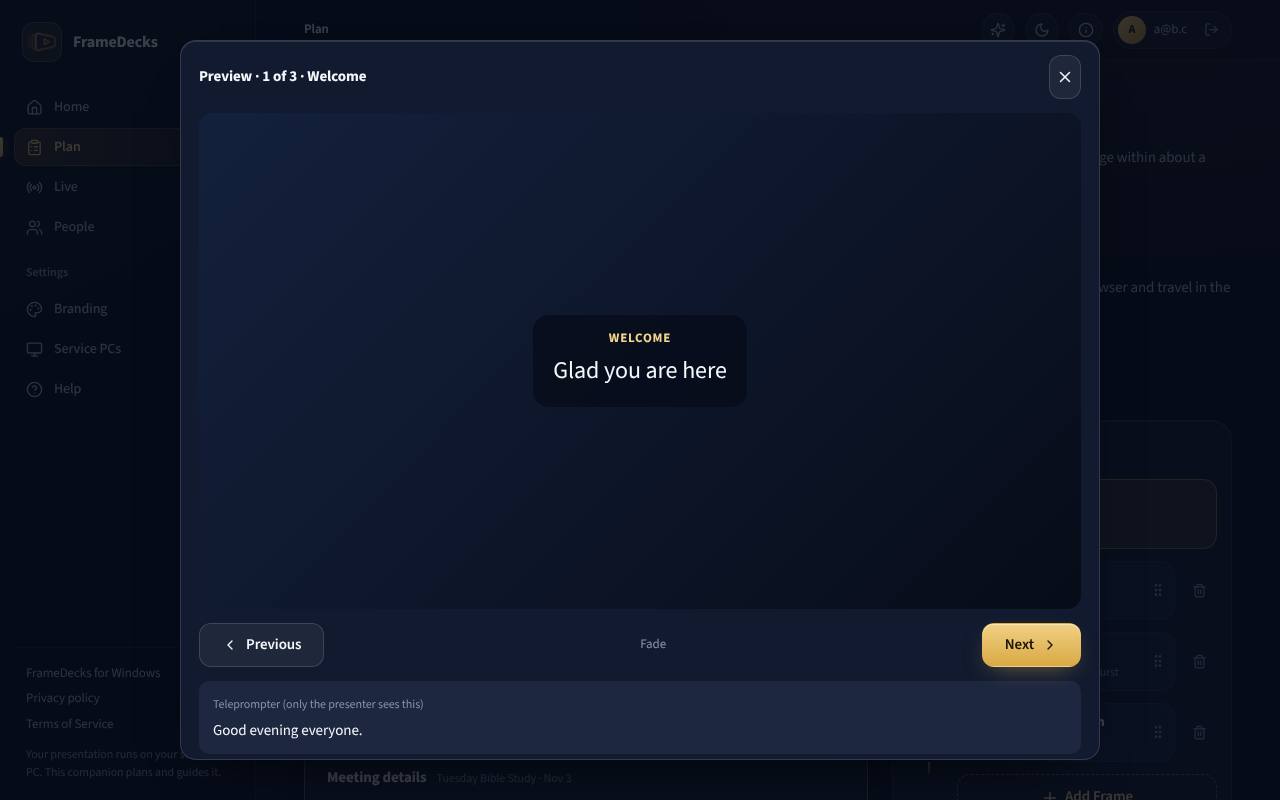 FrameDecks
Plan
A
a@b.c
Home
Plan
Live
People
Settings
Branding
Service PCs
Help
FrameDecks for Windows
Privacy policy
Terms of Service
Your presentation runs on your
PC. This companion plans and guides it.
Preview · 1 of 3 · Welcome
WELCOME
Glad you are here
Previous
Fade
Next
Teleprompter (only the presenter sees this)
Good evening everyone.
ge within about a
wser and travel in the
Meeting details
Tuesday Bible Study · Nov 3
Add Frame